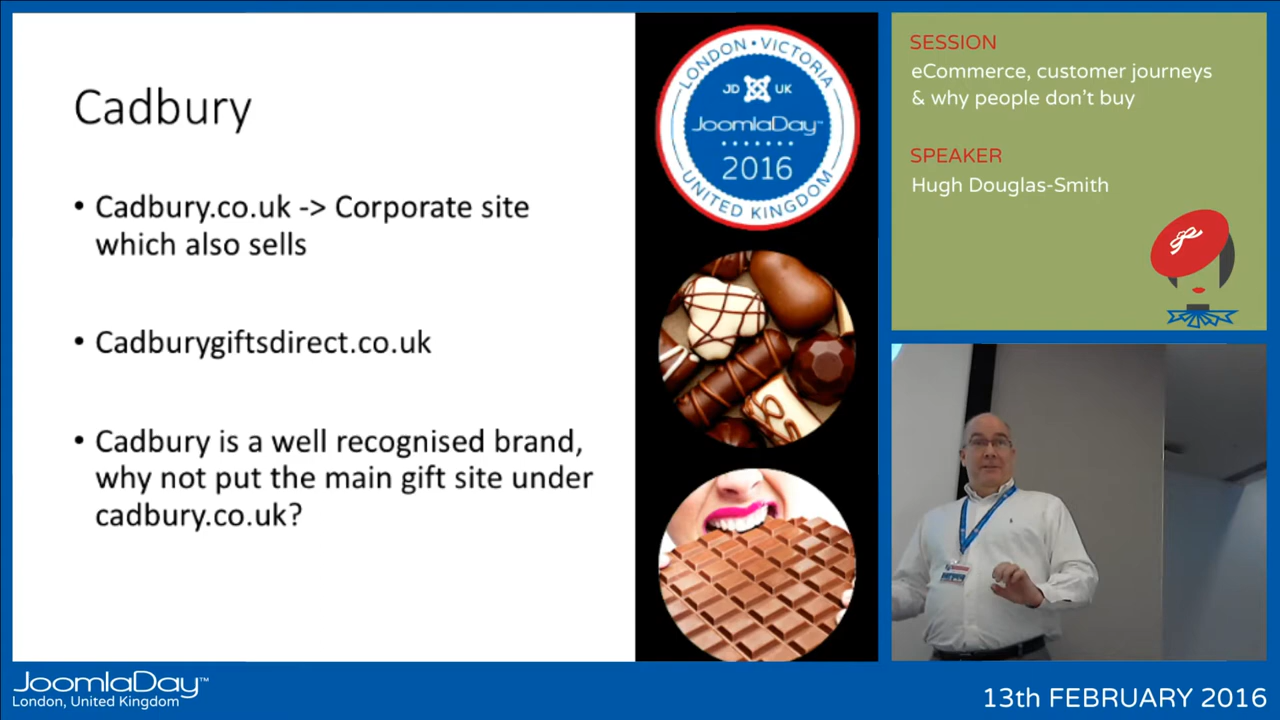 Cadbury
• Cadbury.co.uk -> Corporate site
which also sells
• Cadburygiftsdirect.co.uk
• Cadbury is a well recognised brand,
why not put the main gift site under
cadbury.co.uk?
LONDON • VICTORIA
JD UK
JoomlaDay™
2016
UNITED KINGDOM
SESSION
eCommerce, customer journeys
& why people don't buy
SPEAKER
Hugh Douglas-Smith
JoomlaDay™
London, United Kingdom
13th FEBRUARY 2016